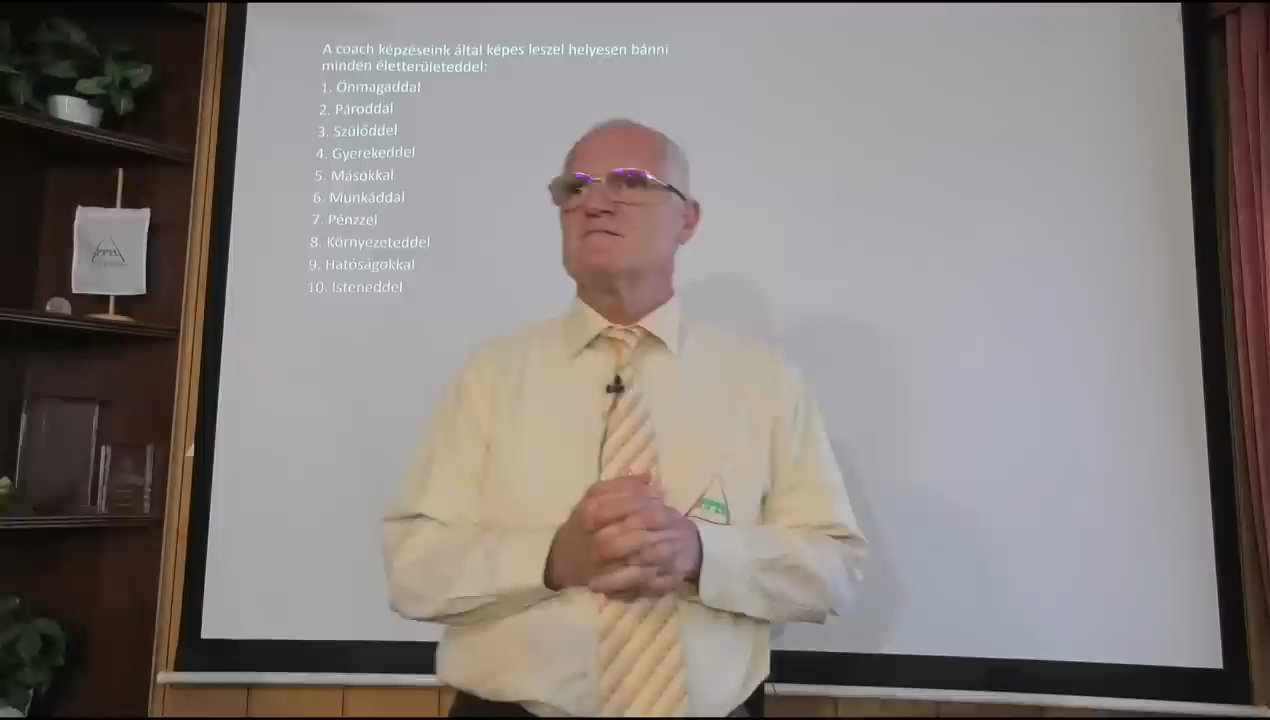 A coach képzéseink által képes leszel helyesen bánni
minden életterületeddel:
1. Önmagaddal
2. Pároddal
3. Szülőddel
4. Gyerekeddel
5. Másokkal
6. Munkáddal
7. Pénzzel
8. Környezeteddel
9. Hatóságokkal
10. Isteneddel